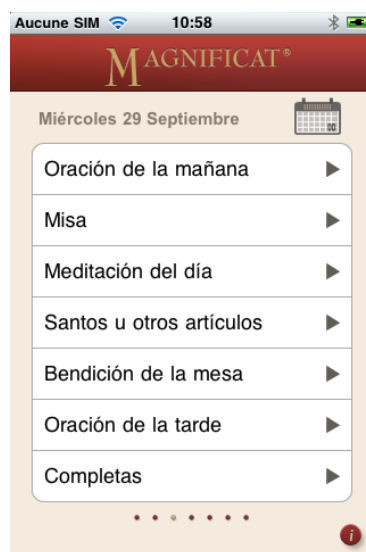 Aucune SIM 10:58
MAGNIFICAT®
Miércoles 29 Septiembre
Oración de la mañana
Misa
Meditación del día
Santos u otros artículos
Bendición de la mesa
Oración de la tarde
Completas
i